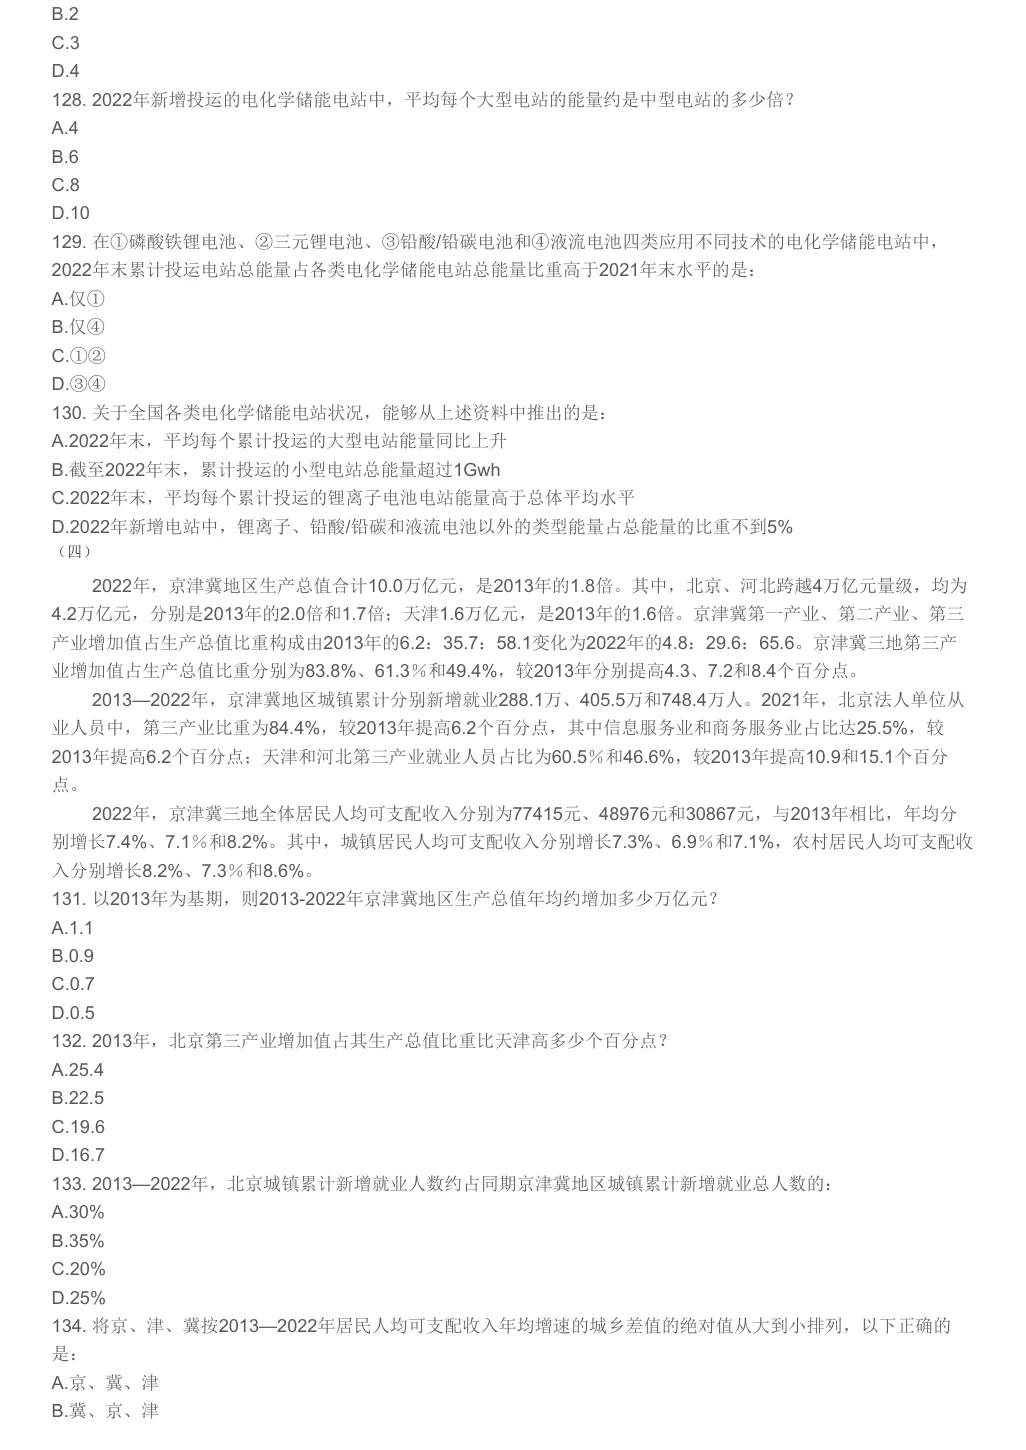 B.2
C.3
D.4
128. 2022年新增投运的电化学储能电站中，平均每个大型电站的能量约是中型电站的多少倍？
A.4
B.6
C.8
D.10
129. 在①磷酸铁锂电池、②三元锂电池、③铅酸/铅碳电池和④液流电池四类应用不同技术的电化学储能电站中，
2022年末累计投运电站总能量占各类电化学储能电站总能量比重高于2021年末水平的是：
A.仅①
B.仅④
C.①②
D.③④
130. 关于全国各类电化学储能电站状况，能够从上述资料中推出的是：
A.2022年末，平均每个累计投运的大型电站能量同比上升
B.截至2022年末，累计投运的小型电站总能量超过1Gwh
C.2022年末，平均每个累计投运的锂离子电池电站能量高于总体平均水平
D.2022年新增电站中，锂离子、铅酸/铅碳和液流电池以外的类型能量占总能量的比重不到5%
（四）
2022年，京津冀地区生产总值合计10.0万亿元，是2013年的1.8倍。其中，北京、河北跨越4万亿元量级，均为
4.2万亿元，分别是2013年的2.0倍和1.7倍；天津1.6万亿元，是2013年的1.6倍。京津冀第一产业、第二产业、第三
产业增加值占生产总值比重构成由2013年的6.2：35.7：58.1变化为2022年的4.8：29.6：65.6。京津冀三地第三产
业增加值占生产总值比重分别为83.8%、61.3％和49.4%，较2013年分别提高4.3、7.2和8.4个百分点。
2013—2022年，京津冀地区城镇累计分别新增就业288.1万、405.5万和748.4万人。2021年，北京法人单位从
业人员中，第三产业比重为84.4%，较2013年提高6.2个百分点，其中信息服务业和商务服务业占比达25.5%，较
2013年提高6.2个百分点；天津和河北第三产业就业人员占比为60.5％和46.6%，较2013年提高10.9和15.1个百分
点。
2022年，京津冀三地全体居民人均可支配收入分别为77415元、48976元和30867元，与2013年相比，年均分
别增长7.4%、7.1％和8.2%。其中，城镇居民人均可支配收入分别增长7.3%、6.9％和7.1%，农村居民人均可支配收
入分别增长8.2%、7.3％和8.6%。
131. 以2013年为基期，则2013-2022年京津冀地区生产总值年均约增加多少万亿元？
A.1.1
B.0.9
C.0.7
D.0.5
132. 2013年，北京第三产业增加值占其生产总值比重比天津高多少个百分点？
A.25.4
B.22.5
C.19.6
D.16.7
133. 2013—2022年，北京城镇累计新增就业人数约占同期京津冀地区城镇累计新增就业总人数的：
A.30%
B.35%
C.20%
D.25%
134. 将京、津、冀按2013—2022年居民人均可支配收入年均增速的城乡差值的绝对值从大到小排列，以下正确的
是：
A.京、冀、津
B.冀、京、津